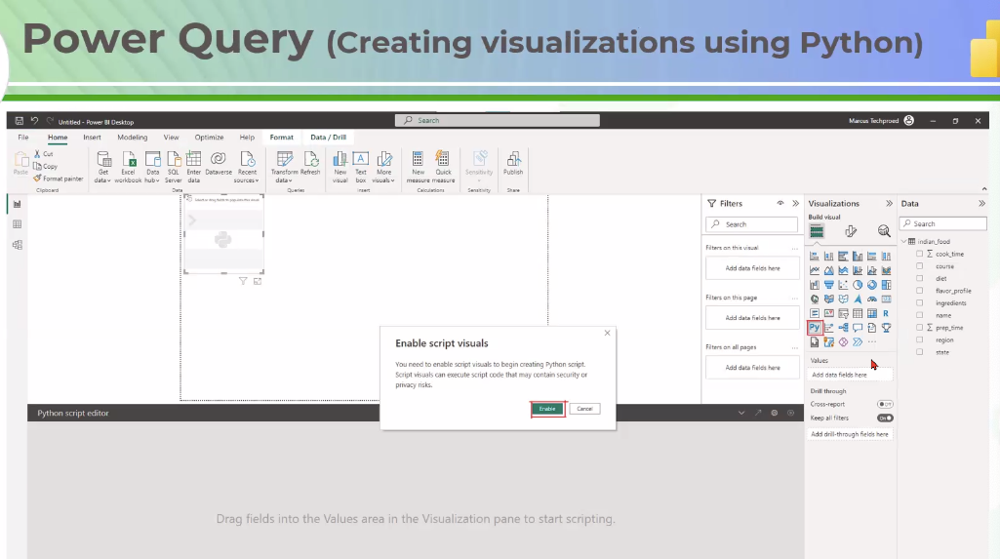 Power Query (Creating visualizations using Python)
Untitled - Power BI Desktop
Search
Marcus Techproed
File Home Insert Modeling View Optimize Help Format Data / Drill
Paste
Cut
Copy
Format painter
Clipboard
Get data
Excel workbook
Data hub
SQL Server
Enter data
Dataverse
Recent sources
Data
Transform data
Refresh
Queries
New visual
Text box
More visuals
Insert
New measure
Quick measure
Calculations
Sensitivity
Sensitivity
Publish
Share
Filters
Search
Filters on this visual
...
Add data fields here
Filters on this page
...
Add data fields here
Filters on all pages
...
Add data fields here
Visualizations
Build visual
R
Py
...
Values
Add data fields here
Drill through
Cross-report
Off
Keep all filters
On
Add drill-through fields here
Data
Search
indian_food
cook_time
course
diet
flavor_profile
ingredients
name
prep_time
region
state
Enable script visuals
You need to enable script visuals to begin creating Python script.
Script visuals can execute script code that may contain security or
privacy risks.
Enable
Cancel
Python script editor
Drag fields into the Values area in the Visualization pane to start scripting.